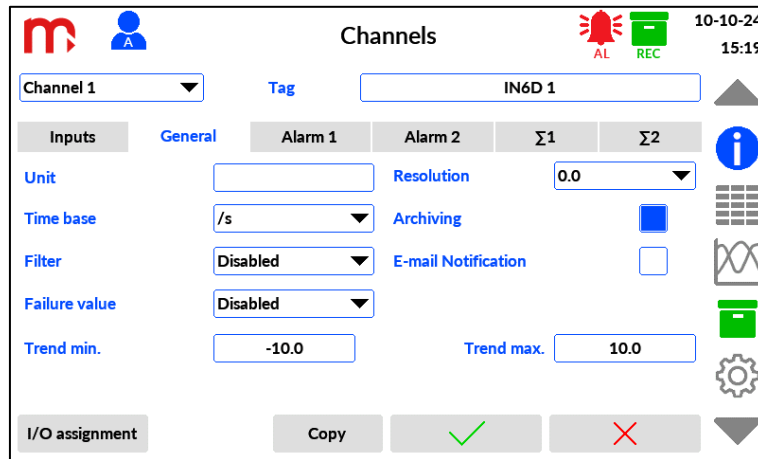 A
Channels
AL
REC
10-10-24
15:19
Channel 1
Tag
IN6D 1
Inputs
General
Alarm 1
Alarm 2
∑1
∑2
Unit
Resolution
0.0
Time base
/s
Archiving
Filter
Disabled
E-mail Notification
Failure value
Disabled
Trend min.
-10.0
Trend max.
10.0
I/O assignment
Copy